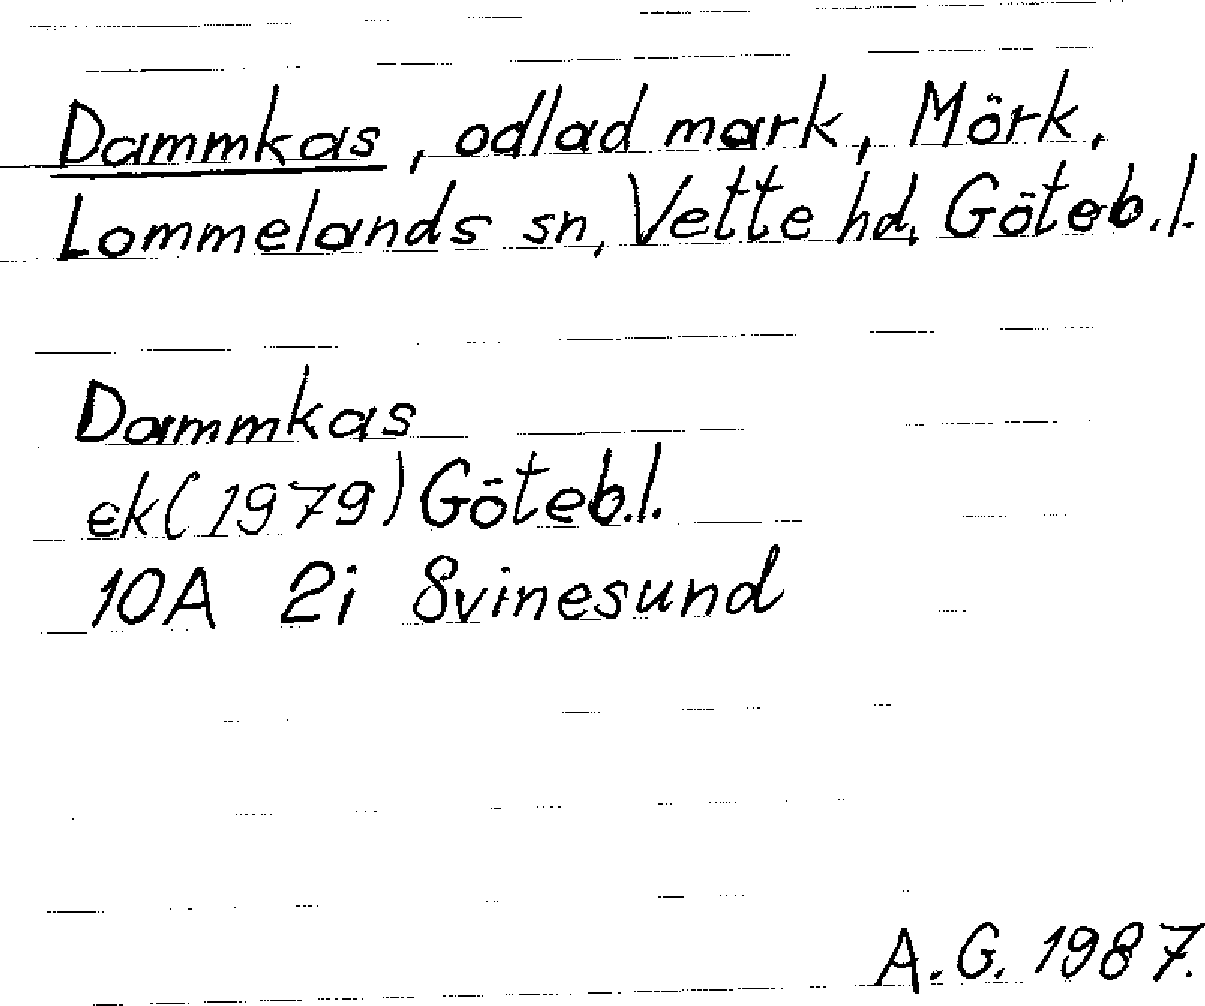 Dammkas, odlad mark, Mörk,
Lommelands sn, Vette hd, Göteb.l.
Dammkas
ek (1979) Göteb.l.
10A 2i Svinesund
A.G. 1987.